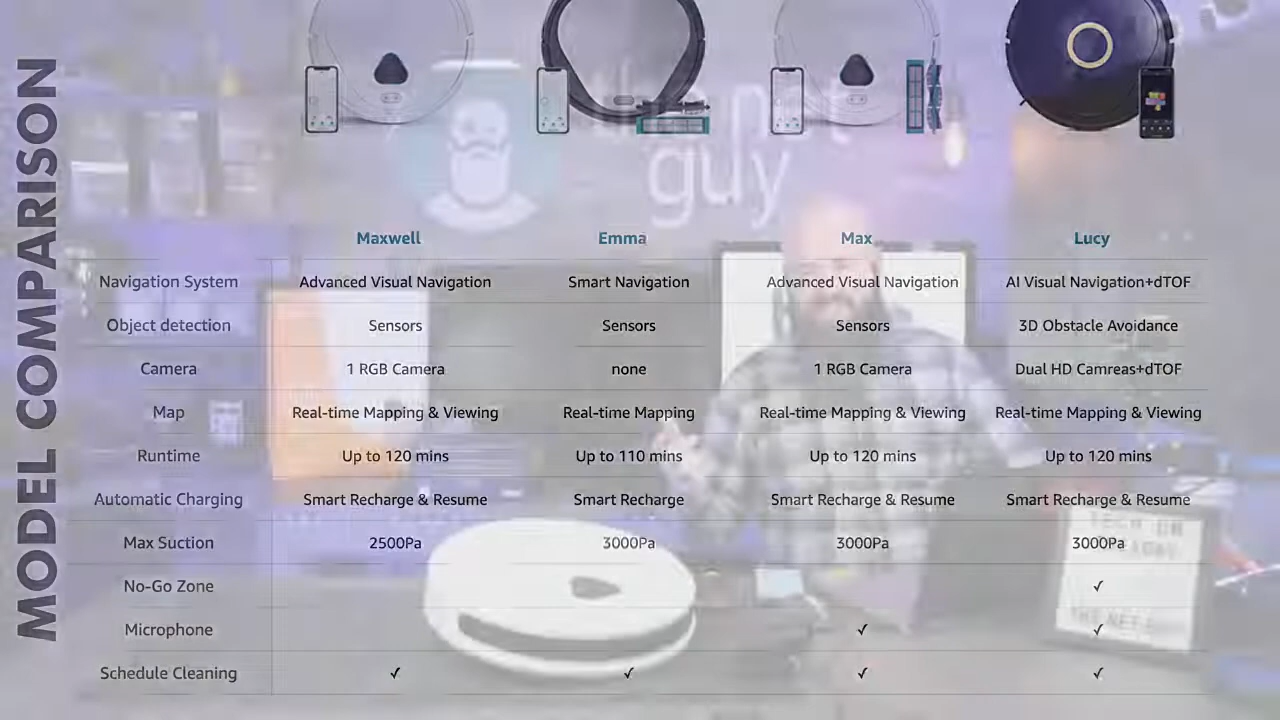 MODEL COMPARISON
guy
Maxwell Emma Max Lucy
Navigation System Advanced Visual Navigation Smart Navigation Advanced Visual Navigation AI Visual Navigation+dTOF
Object detection Sensors Sensors Sensors 3D Obstacle Avoidance
Camera 1 RGB Camera none 1 RGB Camera Dual HD Camreas+dTOF
Map Real-time Mapping & Viewing Real-time Mapping Real-time Mapping & Viewing Real-time Mapping & Viewing
Runtime Up to 120 mins Up to 110 mins Up to 120 mins Up to 120 mins
Automatic Charging Smart Recharge & Resume Smart Recharge Smart Recharge & Resume Smart Recharge & Resume
Max Suction 2500Pa 3000Pa 3000Pa 3000Pa
No-Go Zone ✓
Microphone ✓ ✓
Schedule Cleaning ✓ ✓ ✓ ✓
TECH ON